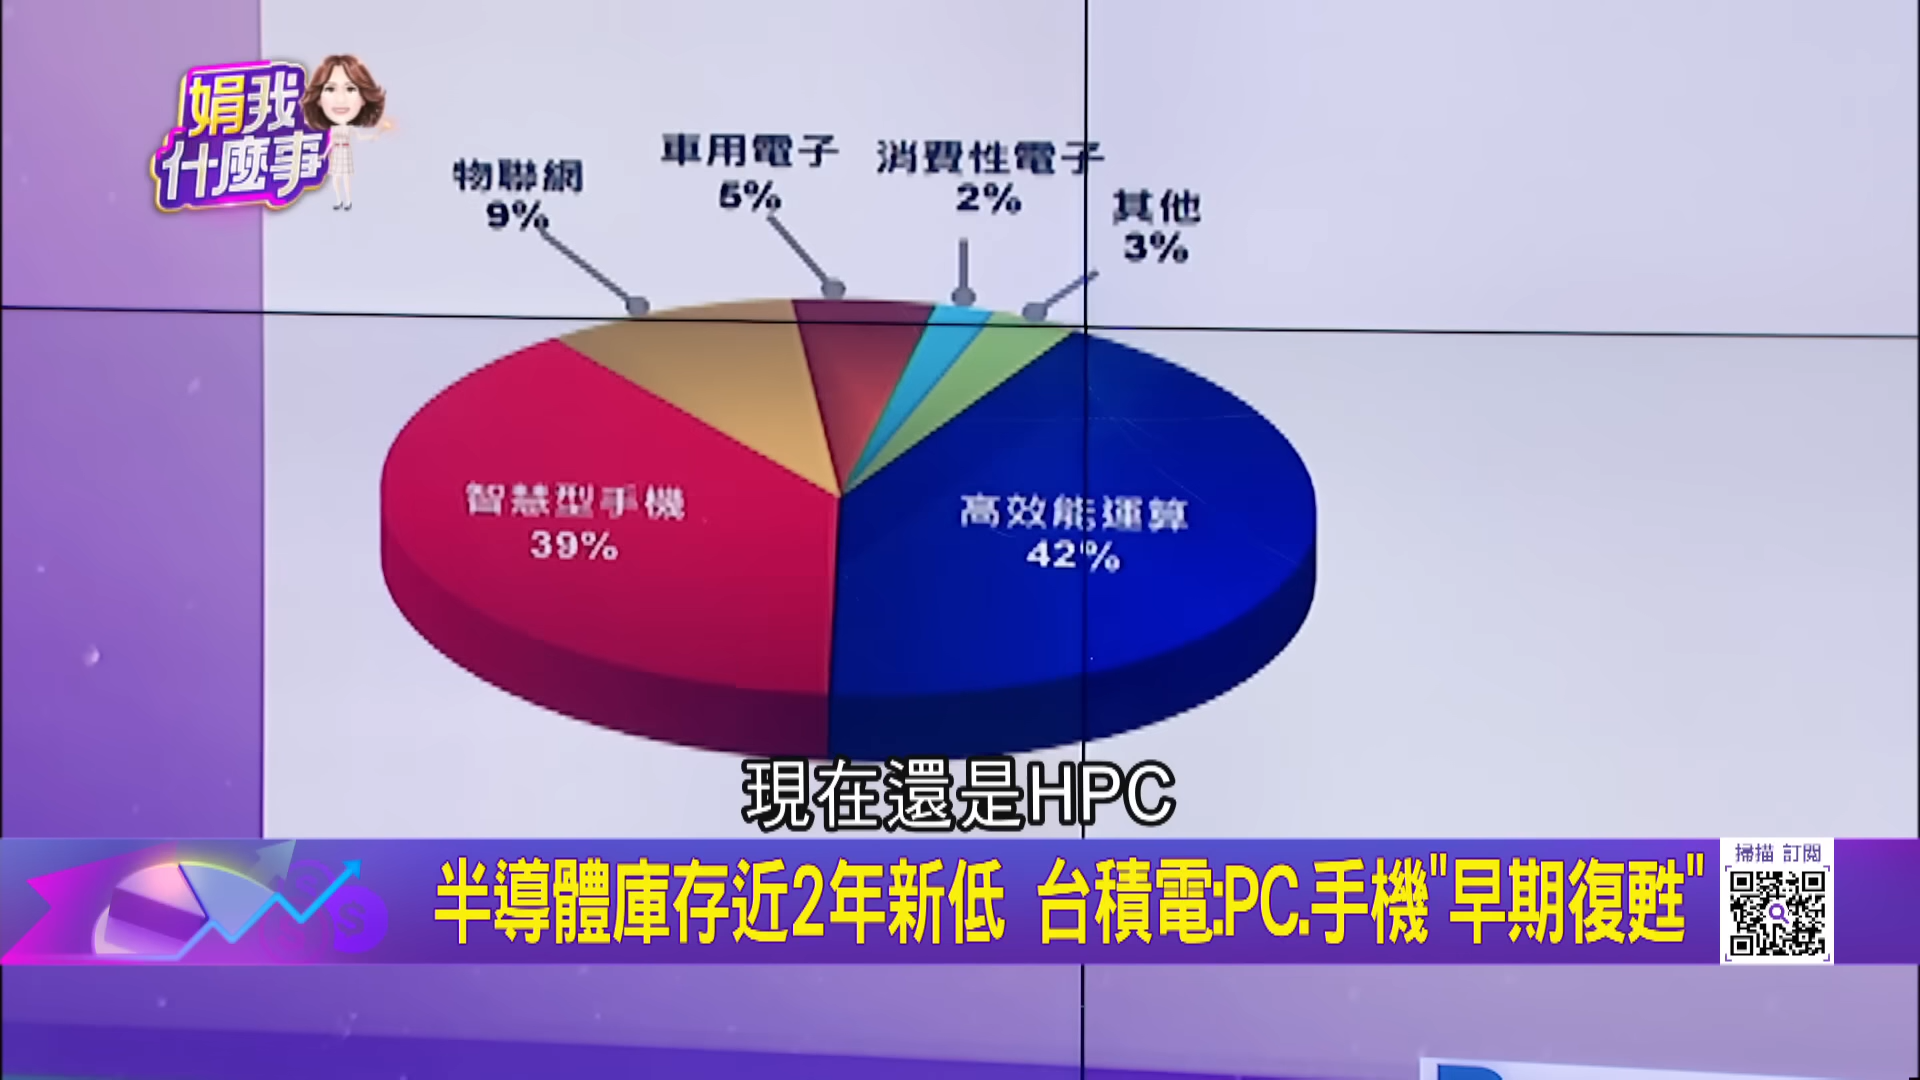 娟我
什麼事
物聯網
9%
車用電子
5%
消費性電子
2%
其他
3%
智慧型手機
39%
高效能運算
42%
現在還是HPC
半導體庫存近2年新低 台積電:PC.手機"早期復甦"
掃描 訂閱